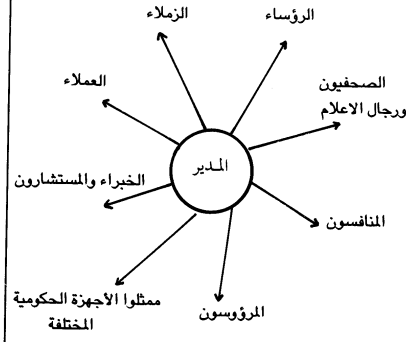 الرؤساء
الزملاء
الصحفيون
ورجال الاعلام
العملاء
المدير
الخبراء والمستشارون
المنافسون
ممثلوا الأجهزة الحكومية
المختلفة
المرؤوسون